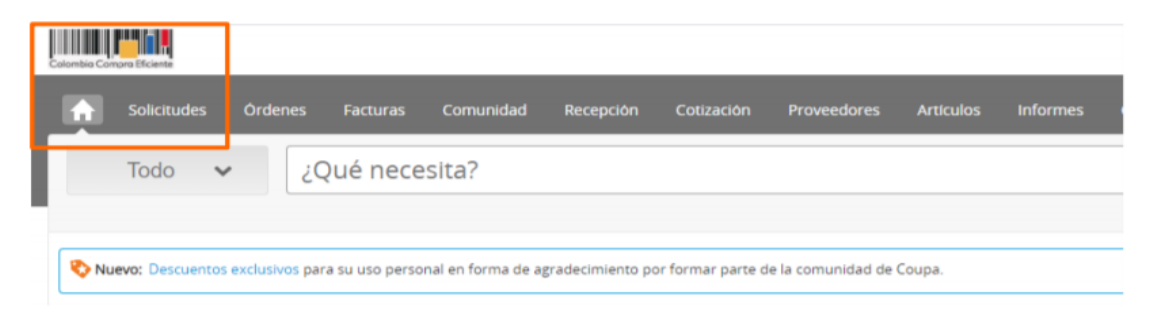 Colombia Compra Eficiente
Solicitudes Órdenes Facturas Comunidad Recepción Cotización Proveedores Artículos Informes
Todo ¿Qué necesita?
Nuevo: Descuentos exclusivos para su uso personal en forma de agradecimiento por formar parte de la comunidad de Coupa.